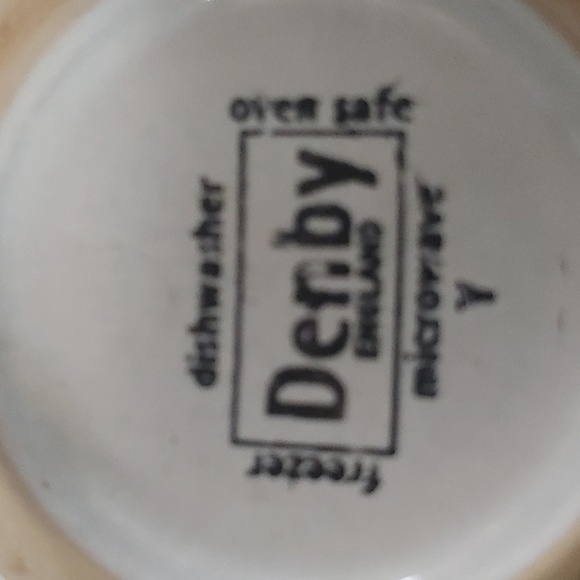 dishwasher
oven safe
Denby
ENGLAND
freezer
microwave
Y